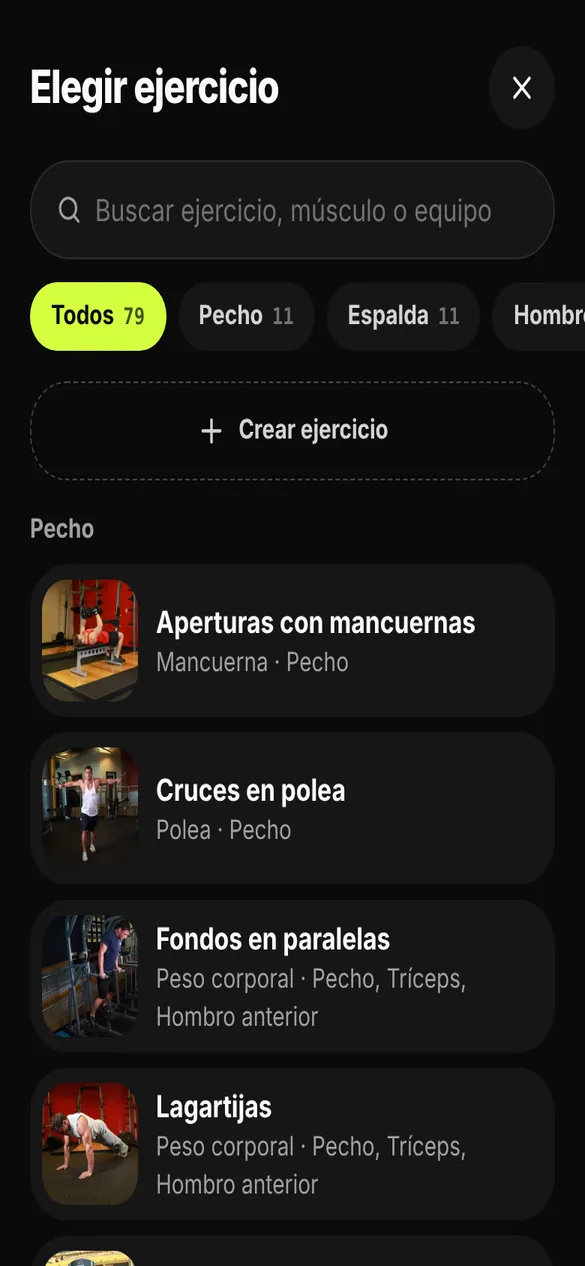 Elegir ejercicio
Buscar ejercicio, músculo o equipo
Todos 79 Pecho 11 Espalda 11 Hombr
Crear ejercicio
Pecho
Aperturas con mancuernas
Mancuerna · Pecho
Cruces en polea
Polea · Pecho
Fondos en paralelas
Peso corporal · Pecho, Tríceps,
Hombro anterior
Lagartijas
Peso corporal · Pecho, Tríceps,
Hombro anterior